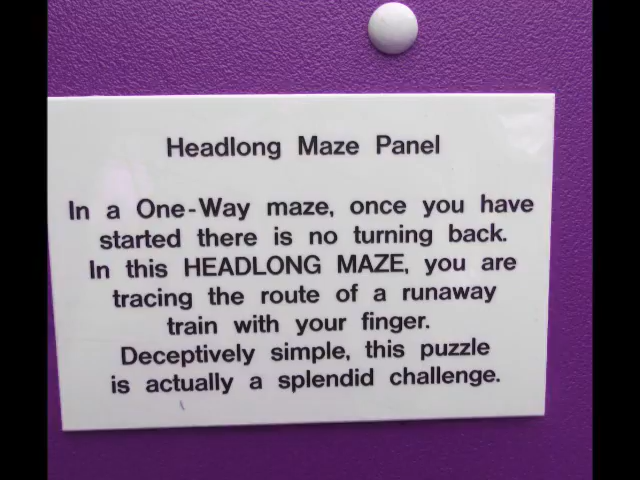 Headlong Maze Panel
In a One-Way maze, once you have
started there is no turning back.
In this HEADLONG MAZE, you are
tracing the route of a runaway
train with your finger.
Deceptively simple, this puzzle
is actually a splendid challenge.